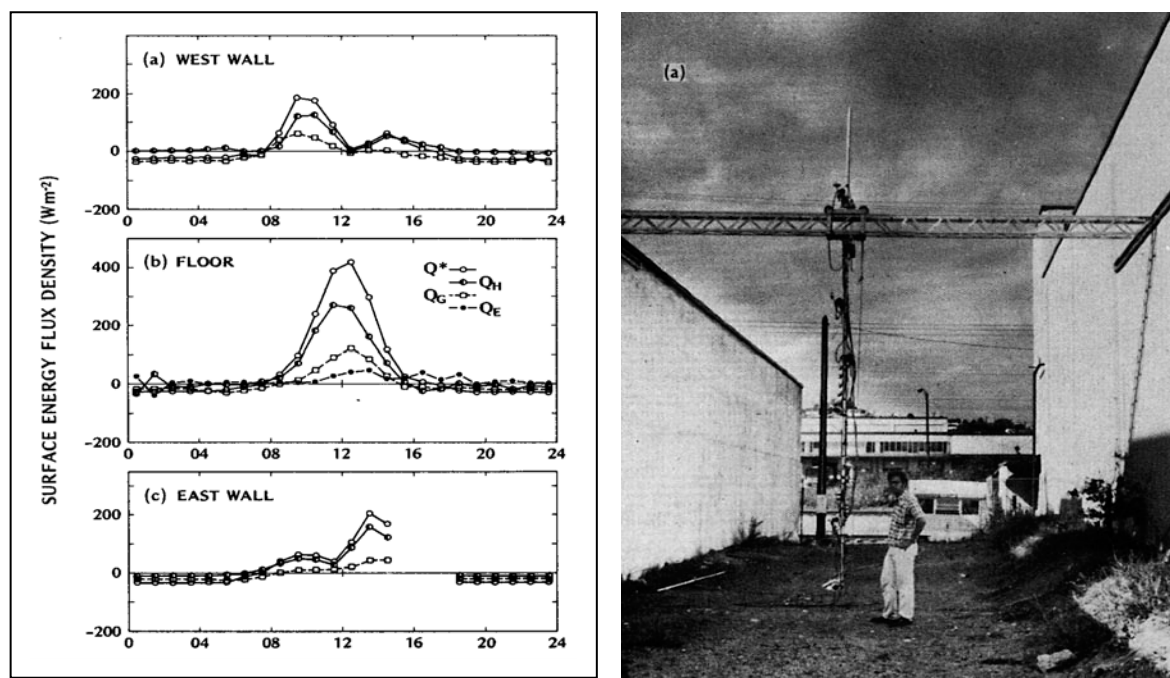 SURFACE ENERGY FLUX DENSITY (Wm-2)
(a) WEST WALL
200
0
-200
0 04 08 12 16 20 24
(b) FLOOR
400
200
0
-200
Q* QH
QG QE
0 04 08 12 16 20 24
(c) EAST WALL
200
0
-200
00 04 08 12 16 20 24
(a)